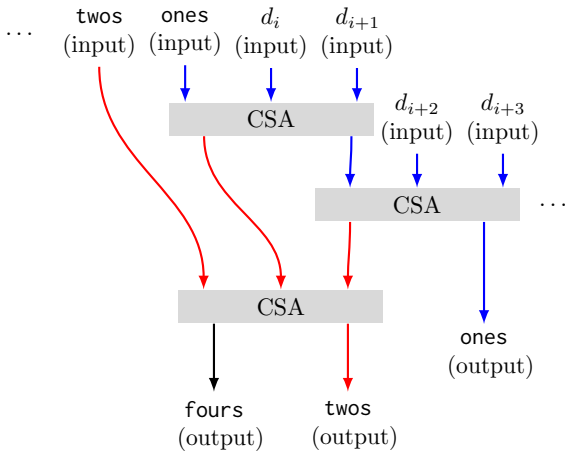 ⋯ twos (input) ones (input) d_i (input) d_{i+1} (input)
CSA
d_{i+2} (input) d_{i+3} (input)
CSA ⋯
CSA
ones (output)
fours (output) twos (output)